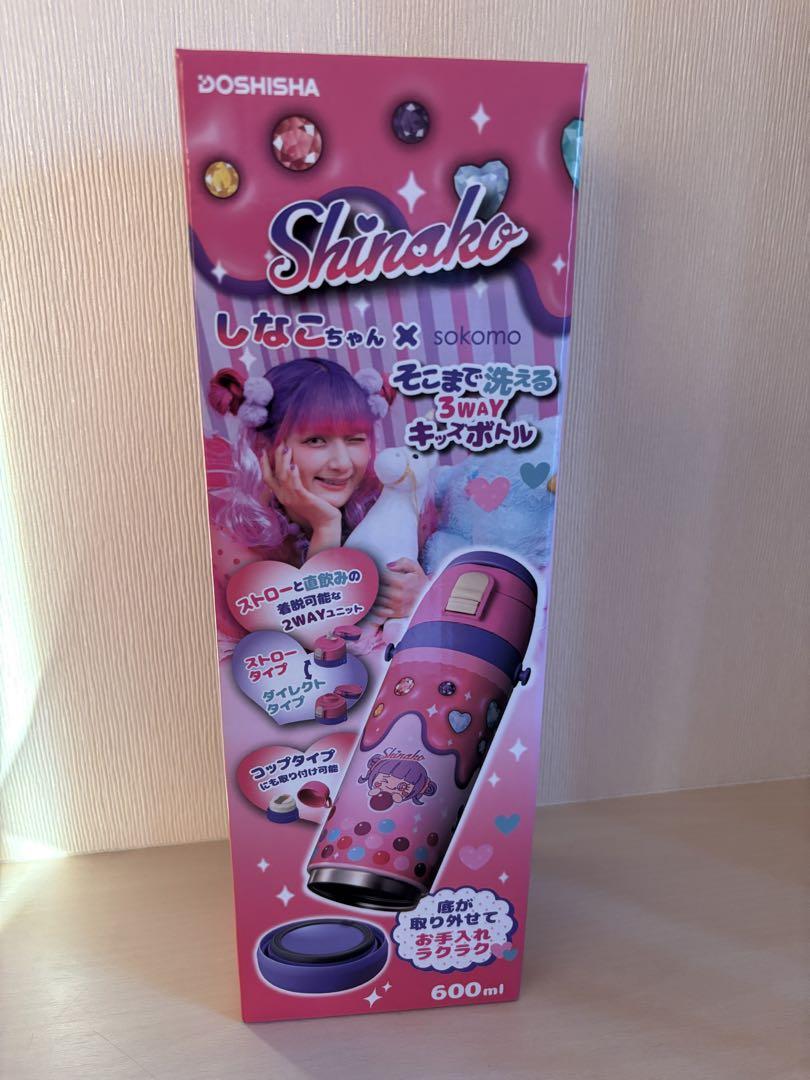 DOSHISHA
Shinako
しなこちゃん × sokomo
そこまで洗える
3WAY
キッズボトル
ストローと直飲みの
着脱可能な
2WAYユニット
ストロー
タイプ
ダイレクト
タイプ
コップタイプ
にも取り付け可能
Shinako
底が
取り外せて
お手入れ
ラクラク
600ml